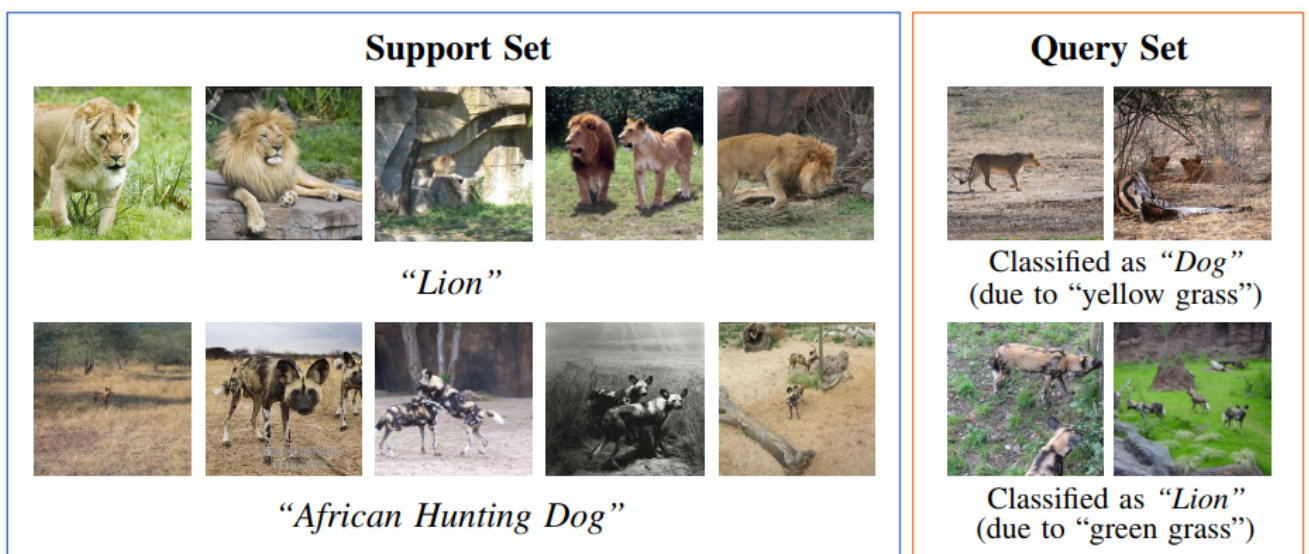 Support Set
Query Set
“Lion”
Classified as “Dog”
(due to “yellow grass”)
“African Hunting Dog”
Classified as “Lion”
(due to “green grass”)